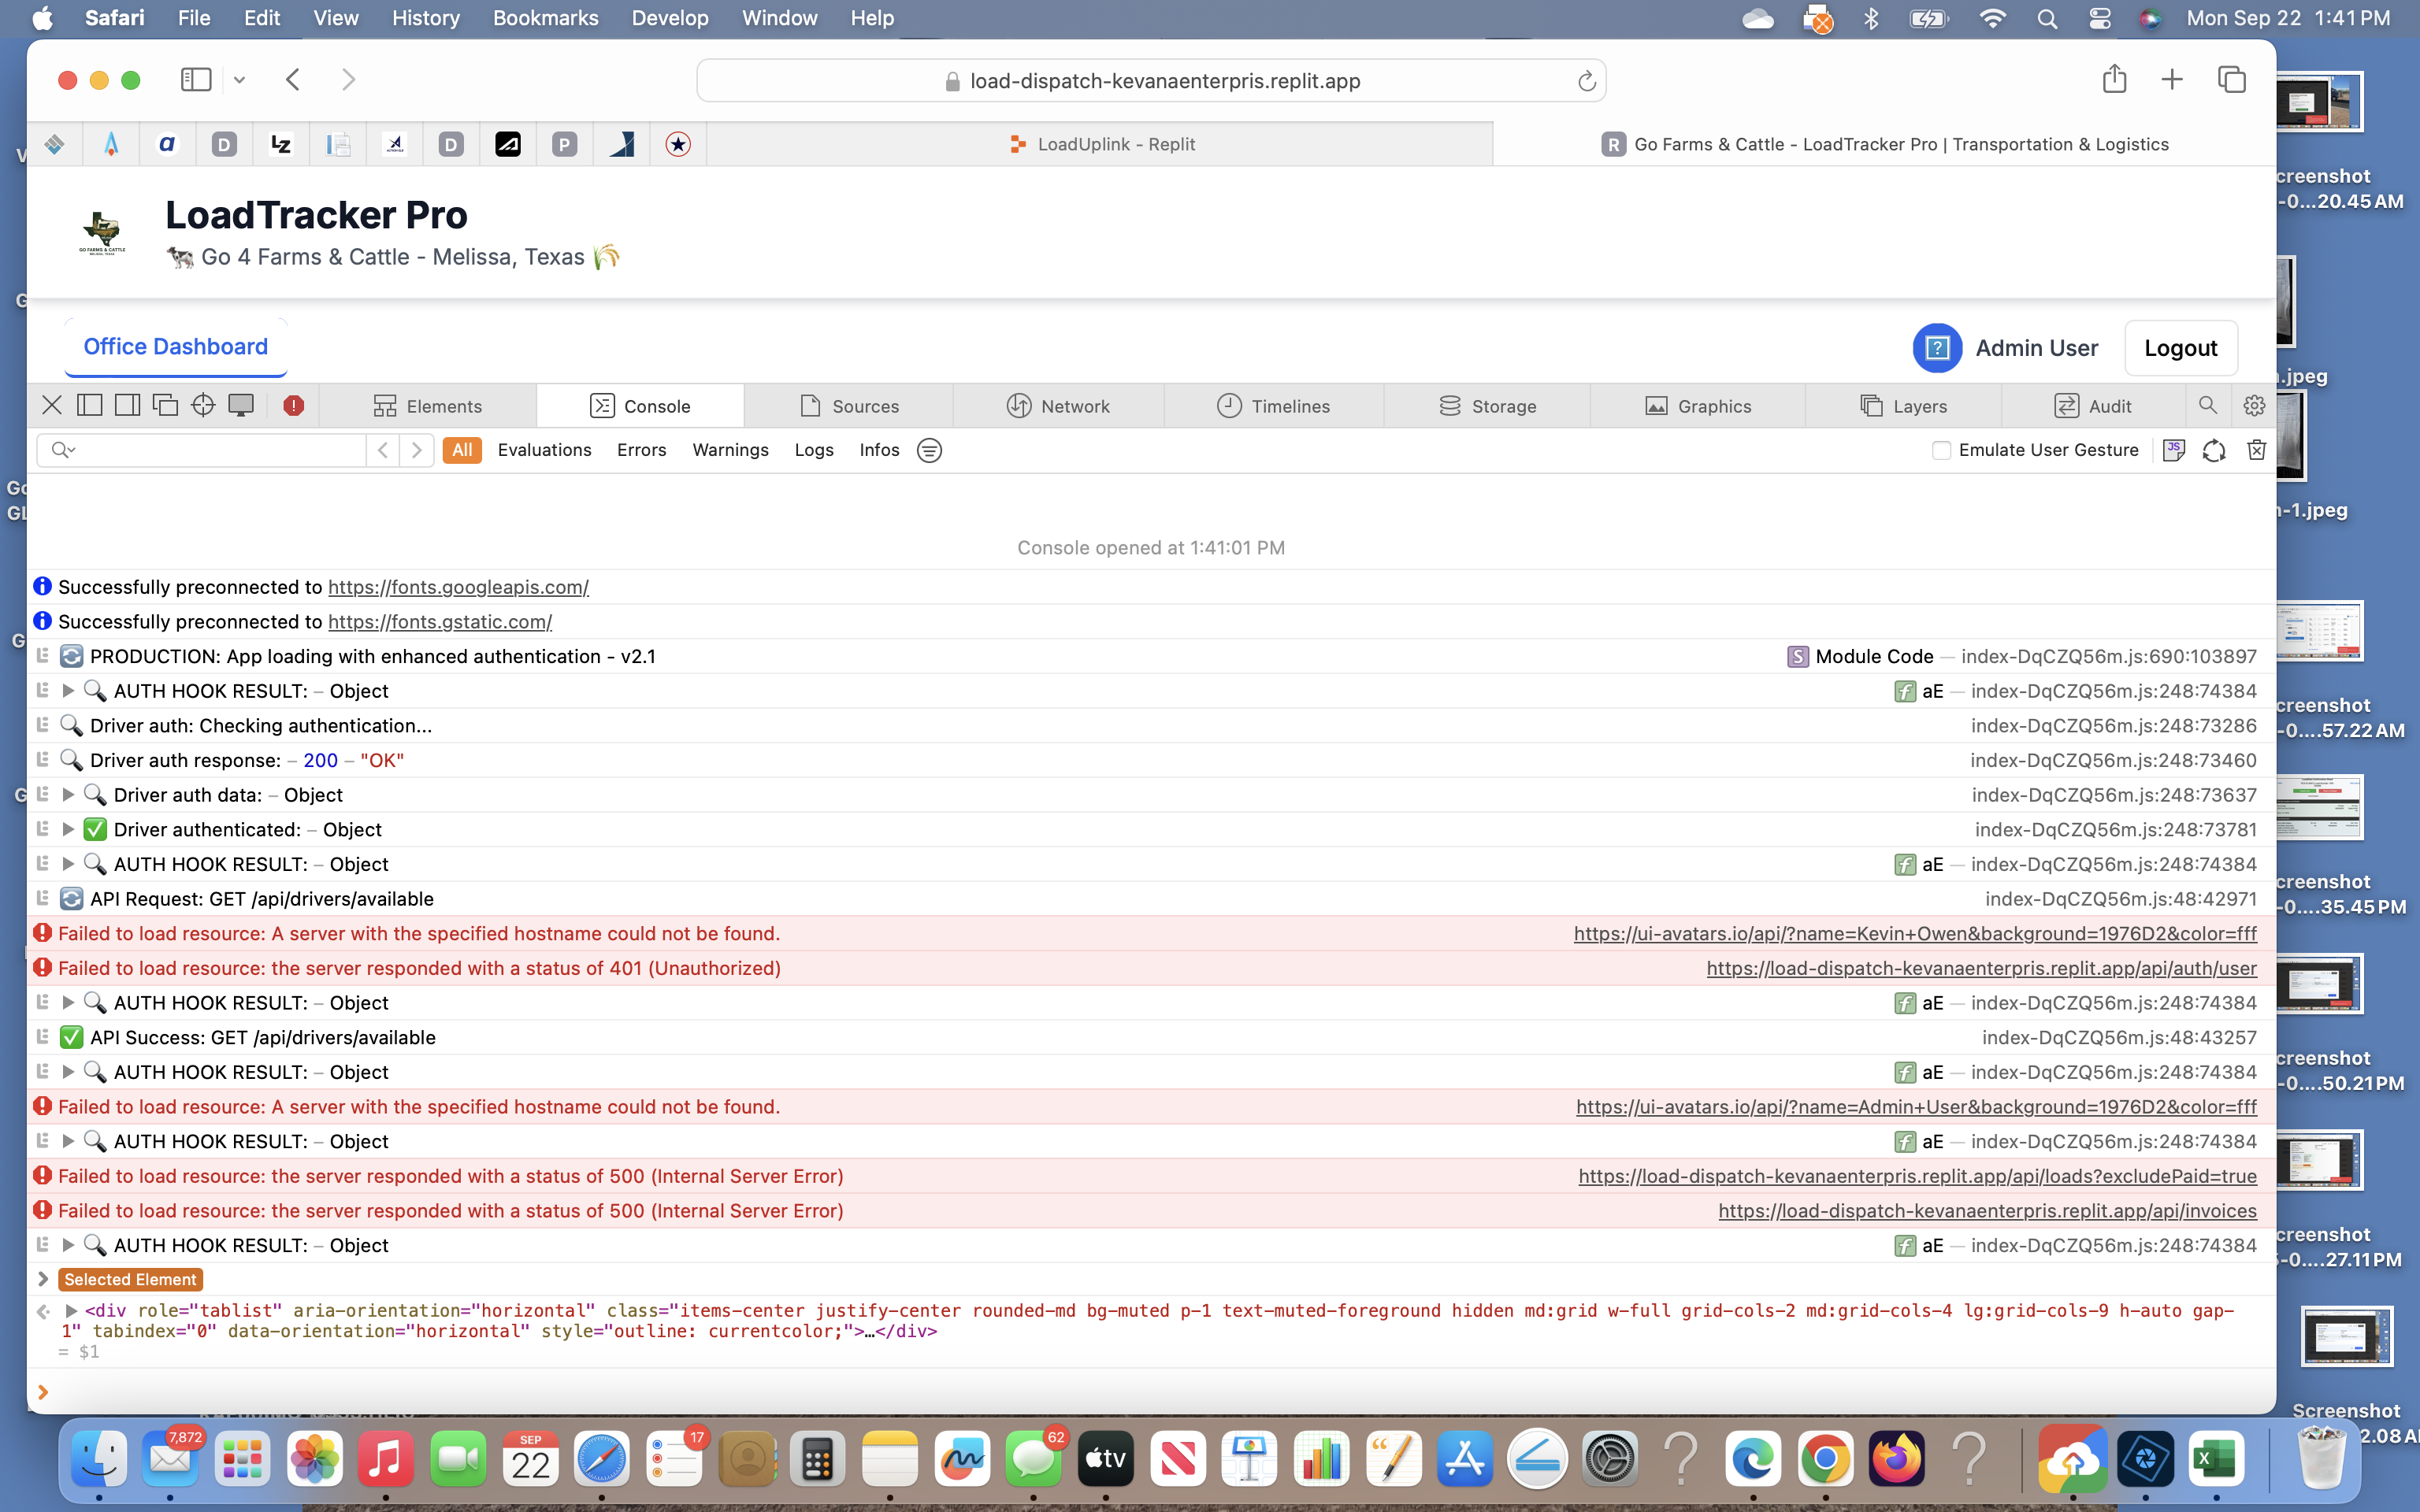 Safari File Edit View History Bookmarks Develop Window Help Mon Sep 22 1:41 PM
load-dispatch-kevanaenterpris.replit.app
LoadUplink - Replit
Go Farms & Cattle - LoadTracker Pro | Transportation & Logistics
LoadTracker Pro
🐄 Go 4 Farms & Cattle - Melissa, Texas 🌾
Office Dashboard
Admin User
Logout
Elements Console Sources Network Timelines Storage Graphics Layers Audit
All Evaluations Errors Warnings Logs Infos Emulate User Gesture
Console opened at 1:41:01 PM
Successfully preconnected to https://fonts.googleapis.com/
Successfully preconnected to https://fonts.gstatic.com/
🔄 PRODUCTION: App loading with enhanced authentication - v2.1 S Module Code — index-DqCZQ56m.js:690:103897
🔍 AUTH HOOK RESULT: – Object f aE — index-DqCZQ56m.js:248:74384
🔍 Driver auth: Checking authentication... index-DqCZQ56m.js:248:73286
🔍 Driver auth response: – 200 – "OK" index-DqCZQ56m.js:248:73460
🔍 Driver auth data: – Object index-DqCZQ56m.js:248:73637
✅ Driver authenticated: – Object index-DqCZQ56m.js:248:73781
🔍 AUTH HOOK RESULT: – Object f aE — index-DqCZQ56m.js:248:74384
🔄 API Request: GET /api/drivers/available index-DqCZQ56m.js:48:42971
Failed to load resource: A server with the specified hostname could not be found. https://ui-avatars.io/api/?name=Kevin+Owen&background=1976D2&color=fff
Failed to load resource: the server responded with a status of 401 (Unauthorized) https://load-dispatch-kevanaenterpris.replit.app/api/auth/user
🔍 AUTH HOOK RESULT: – Object f aE — index-DqCZQ56m.js:248:74384
✅ API Success: GET /api/drivers/available index-DqCZQ56m.js:48:43257
🔍 AUTH HOOK RESULT: – Object f aE — index-DqCZQ56m.js:248:74384
Failed to load resource: A server with the specified hostname could not be found. https://ui-avatars.io/api/?name=Admin+User&background=1976D2&color=fff
🔍 AUTH HOOK RESULT: – Object f aE — index-DqCZQ56m.js:248:74384
Failed to load resource: the server responded with a status of 500 (Internal Server Error) https://load-dispatch-kevanaenterpris.replit.app/api/loads?excludePaid=true
Failed to load resource: the server responded with a status of 500 (Internal Server Error) https://load-dispatch-kevanaenterpris.replit.app/api/invoices
🔍 AUTH HOOK RESULT: – Object f aE — index-DqCZQ56m.js:248:74384
Selected Element
<div role="tablist" aria-orientation="horizontal" class="items-center justify-center rounded-md bg-muted p-1 text-muted-foreground hidden md:grid w-full grid-cols-2 md:grid-cols-4 lg:grid-cols-9 h-auto gap-
1" tabindex="0" data-orientation="horizontal" style="outline: currentcolor;">…</div>
= $1
creenshot
-0...20.45 AM
.jpeg
-1.jpeg
creenshot
-0....57.22 AM
creenshot
-0....35.45 PM
creenshot
-0....50.21 PM
creenshot
-0....27.11 PM
Screenshot
2.08 A
7,872
SEP
22
17
62
tv